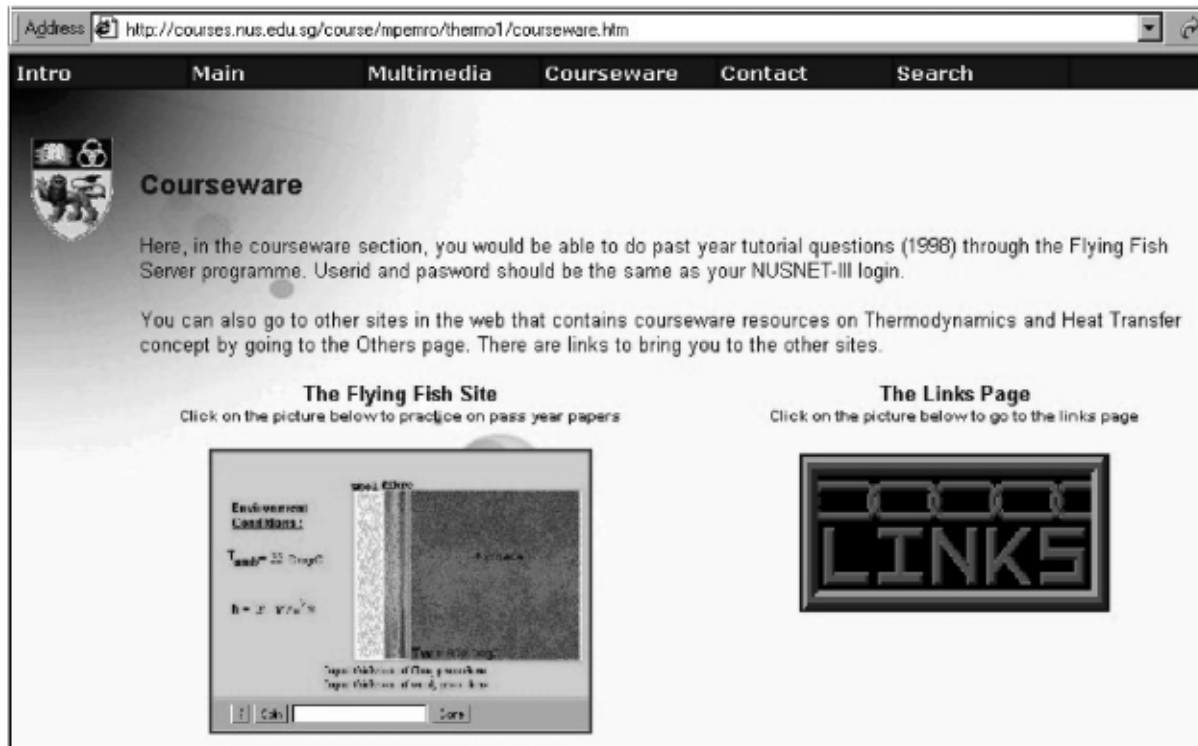 Address http://courses.nus.edu.sg/course/mpemro/thermo1/courseware.htm
Intro Main Multimedia Courseware Contact Search
Courseware
Here, in the courseware section, you would be able to do past year tutorial questions (1998) through the Flying Fish
Server programme. Userid and pasword should be the same as your NUSNET-III login.
You can also go to other sites in the web that contains courseware resources on Thermodynamics and Heat Transfer
concept by going to the Others page. There are links to bring you to the other sites.
The Flying Fish Site
Click on the picture below to practice on pass year papers
Environment
Conditions :
The Links Page
Click on the picture below to go to the links page
LINKS